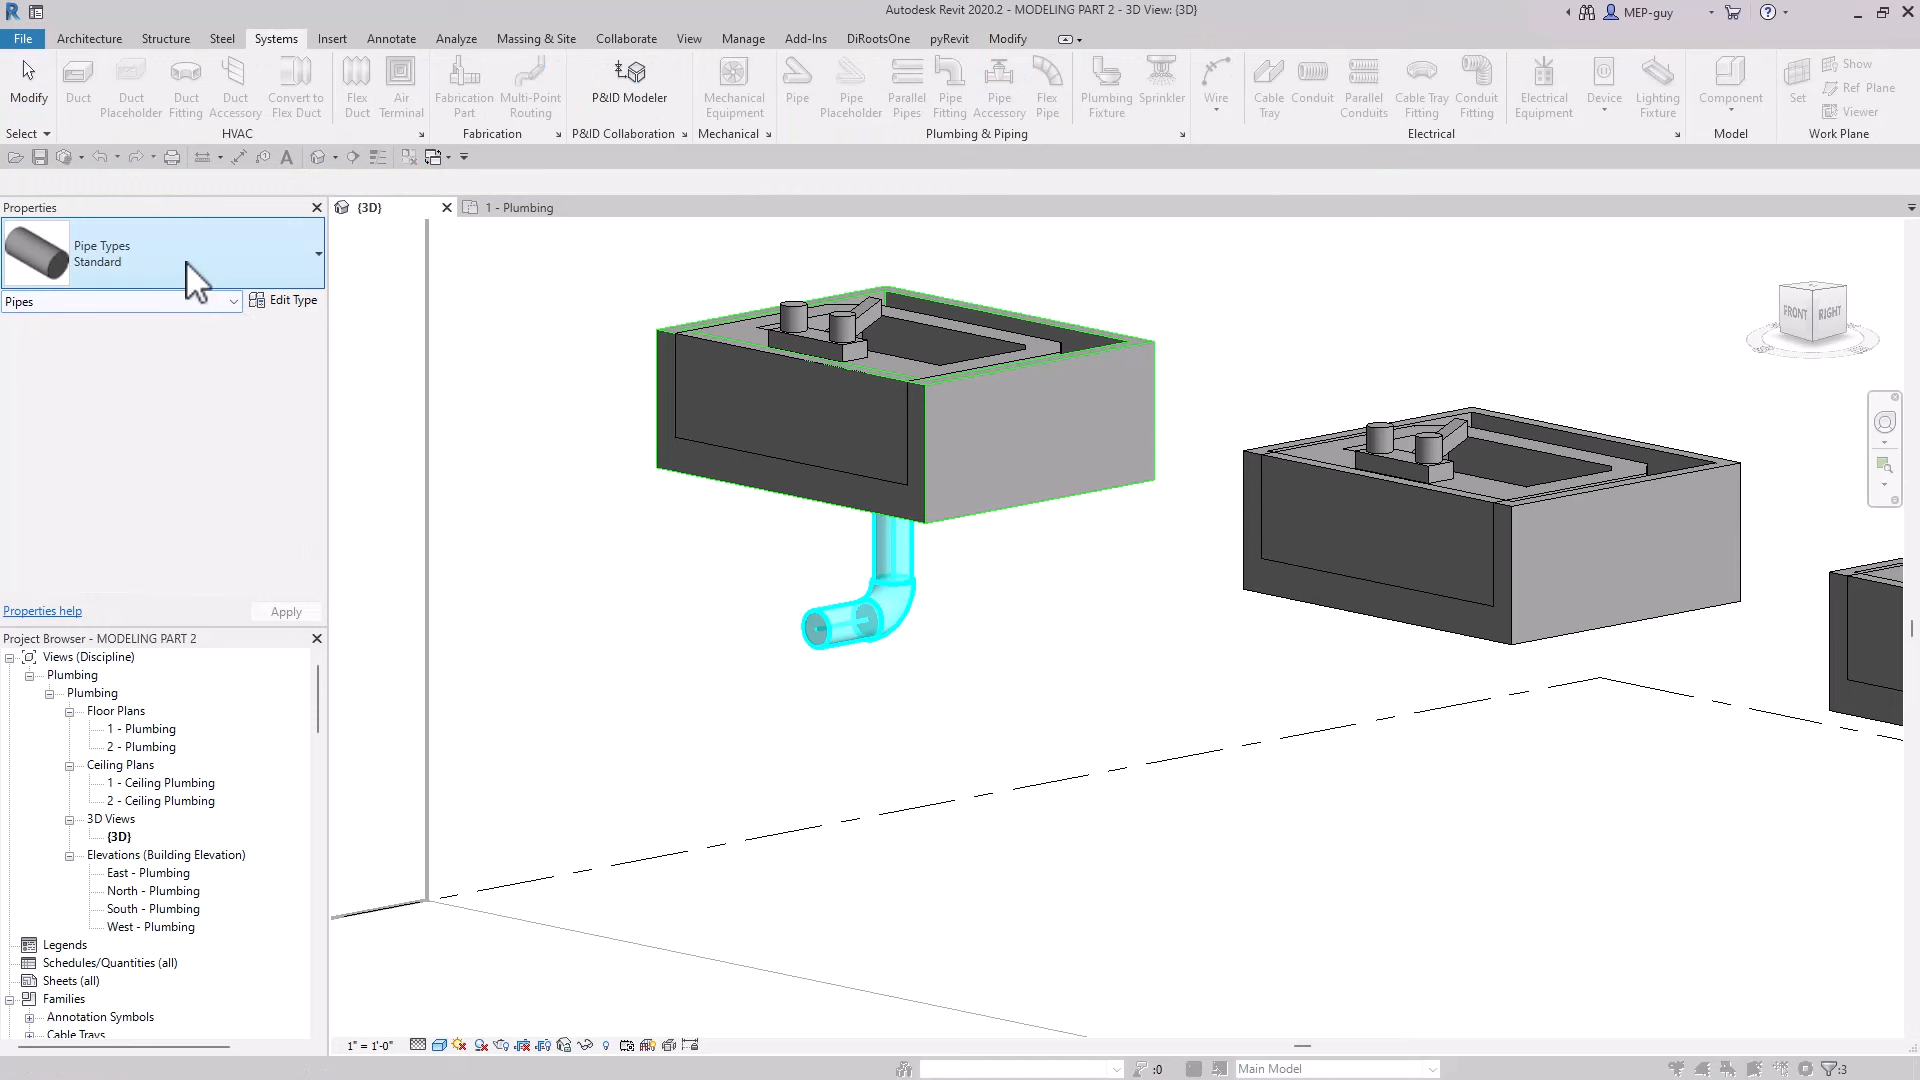 Autodesk Revit 2020.2 - MODELING PART 2 - 3D View: {3D}
MEP-guy
File Architecture Structure Steel Systems Insert Annotate Analyze Massing & Site Collaborate View Manage Add-Ins DiRootsOne pyRevit Modify
Modify
Duct
Duct Placeholder
Duct Fitting
Duct Accessory
Convert to Flex Duct
Flex Duct
Air Terminal
Fabrication Part
Multi-Point Routing
P&ID Modeler
Mechanical Equipment
Pipe
Pipe Placeholder
Parallel Pipes
Pipe Fitting
Pipe Accessory
Flex Pipe
Plumbing Fixture
Sprinkler
Wire
Cable Tray
Conduit
Parallel Conduits
Cable Tray Fitting
Conduit Fitting
Electrical Equipment
Device
Lighting Fixture
Component
Set
Show
Ref Plane
Viewer
Select HVAC Fabrication P&ID Collaboration Mechanical Plumbing & Piping Electrical Model Work Plane
Properties
{3D}
1 - Plumbing
Pipe Types
Standard
Pipes
Edit Type
FRONT RIGHT
Properties help
Apply
Project Browser - MODELING PART 2
Views (Discipline)
Plumbing
Plumbing
Floor Plans
1 - Plumbing
2 - Plumbing
Ceiling Plans
1 - Ceiling Plumbing
2 - Ceiling Plumbing
3D Views
{3D}
Elevations (Building Elevation)
East - Plumbing
North - Plumbing
South - Plumbing
West - Plumbing
Legends
Schedules/Quantities (all)
Sheets (all)
Families
Annotation Symbols
Cable Trays
1" = 1'-0"
:0
Main Model
:3